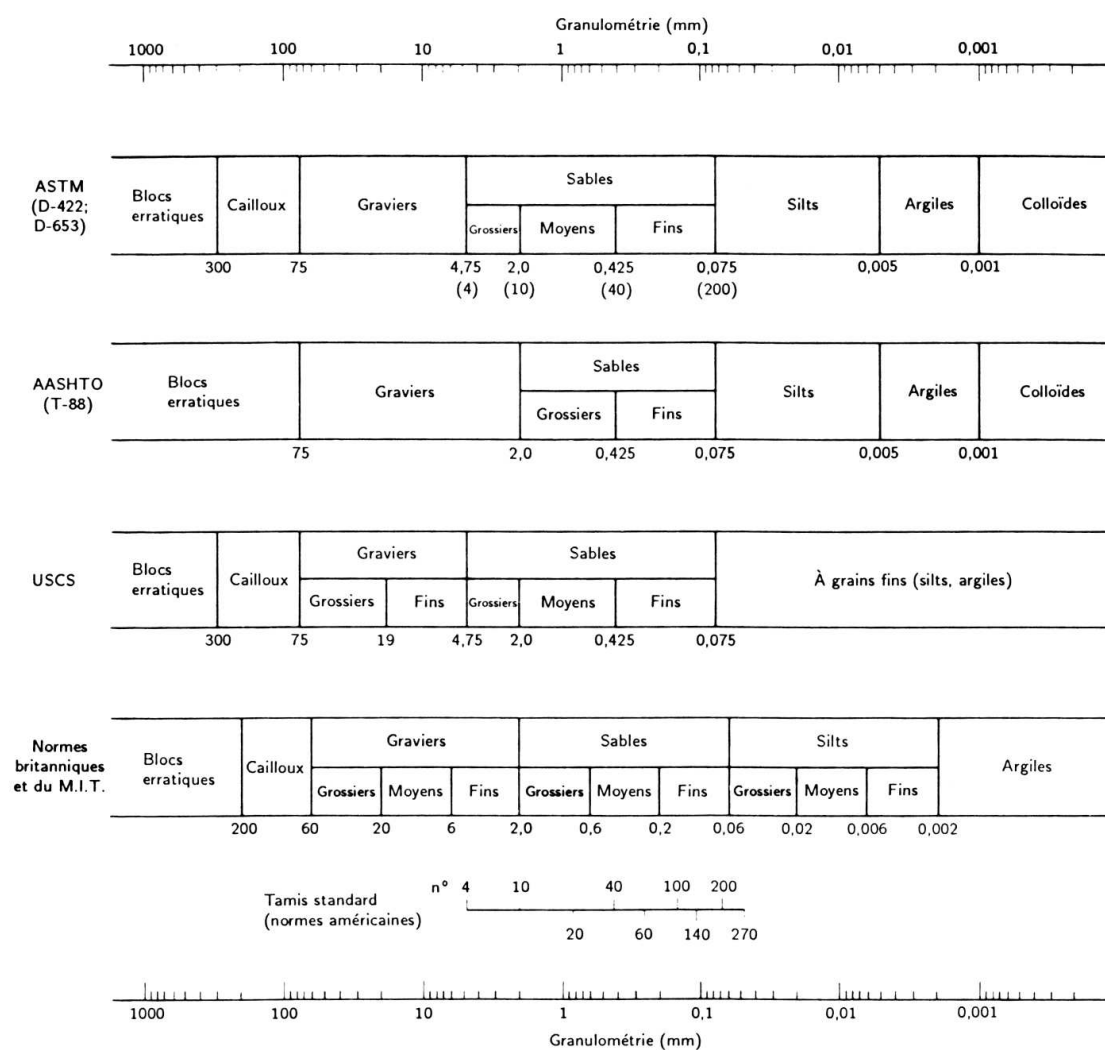 Granulométrie (mm)
1000 100 10 1 0,1 0,01 0,001
ASTM
(D-422;
D-653)
Blocs
erratiques
Cailloux
Graviers
Sables
Grossiers Moyens Fins
Silts
Argiles
Colloïdes
300 75 4,75 2,0 0,425 0,075 0,005 0,001
(4) (10) (40) (200)
AASHTO
(T-88)
Blocs
erratiques
Graviers
Sables
Grossiers Fins
Silts
Argiles
Colloïdes
75 2,0 0,425 0,075 0,005 0,001
USCS
Blocs
erratiques
Cailloux
Graviers
Grossiers Fins
Sables
Grossiers Moyens Fins
À grains fins (silts, argiles)
300 75 19 4,75 2,0 0,425 0,075
Normes
britanniques
et du M.I.T.
Blocs
erratiques
Cailloux
Graviers
Grossiers Moyens Fins
Sables
Grossiers Moyens Fins
Silts
Grossiers Moyens Fins
Argiles
200 60 20 6 2,0 0,6 0,2 0,06 0,02 0,006 0,002
Tamis standard
(normes américaines)
n° 4 10 40 100 200
20 60 140 270
1000 100 10 1 0,1 0,01 0,001
Granulométrie (mm)